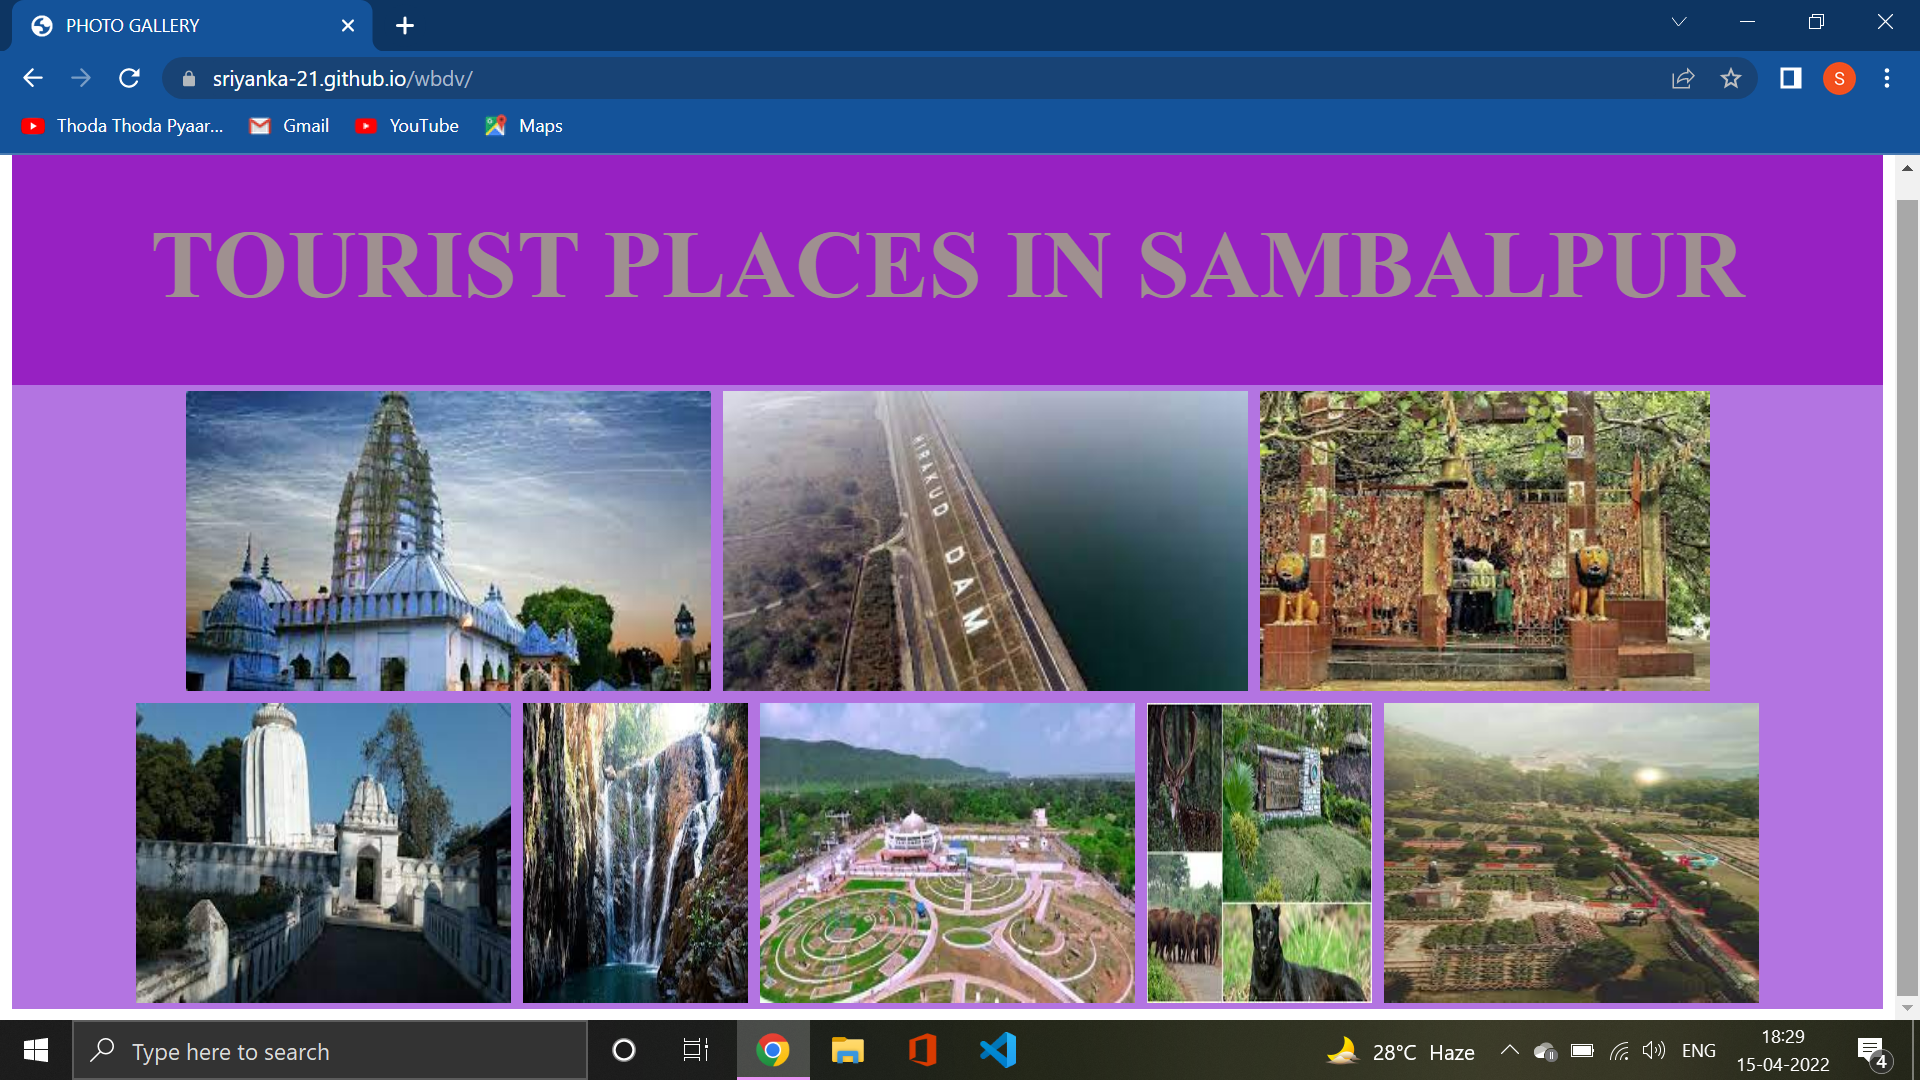 PHOTO GALLERY
sriyanka-21.github.io/wbdv/
S
Thoda Thoda Pyaar...
Gmail
YouTube
Maps
TOURIST PLACES IN SAMBALPUR
HIRAKUD DAM
Type here to search
28°C Haze
ENG
18:29
15-04-2022
4